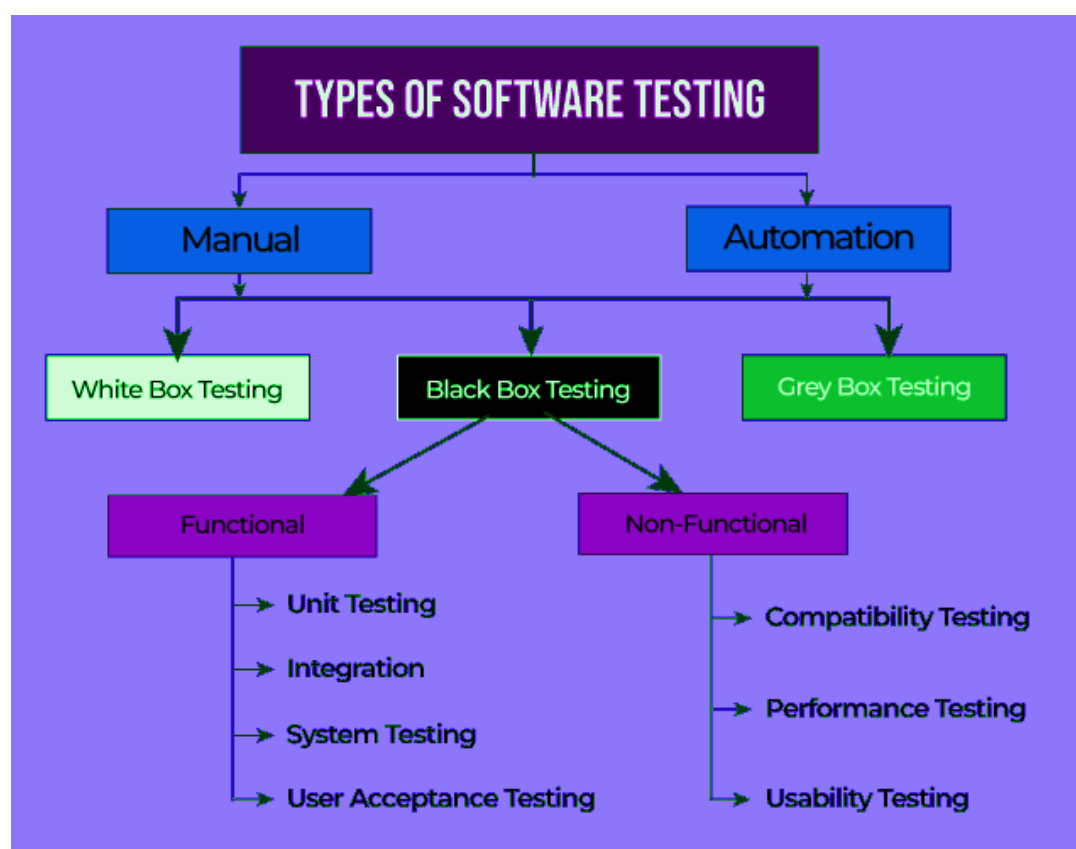 TYPES OF SOFTWARE TESTING
Manual
Automation
White Box Testing
Black Box Testing
Grey Box Testing
Functional
Non-Functional
Unit Testing
Integration
System Testing
User Acceptance Testing
Compatibility Testing
Performance Testing
Usability Testing